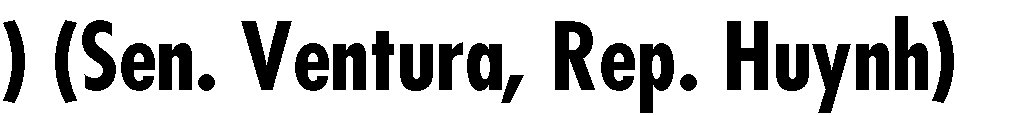 ) (Sen. Ventura, Rep. Huynh)